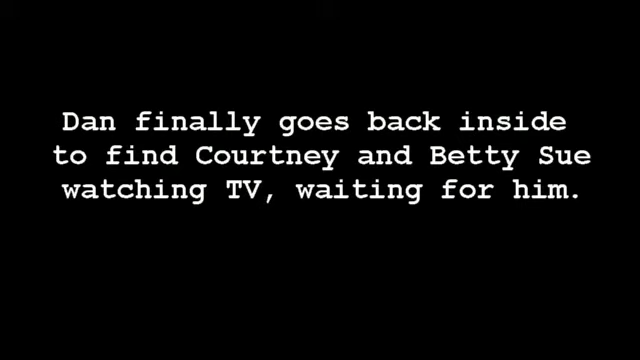 Dan finally goes back inside
to find Courtney and Betty Sue
watching TV, waiting for him.